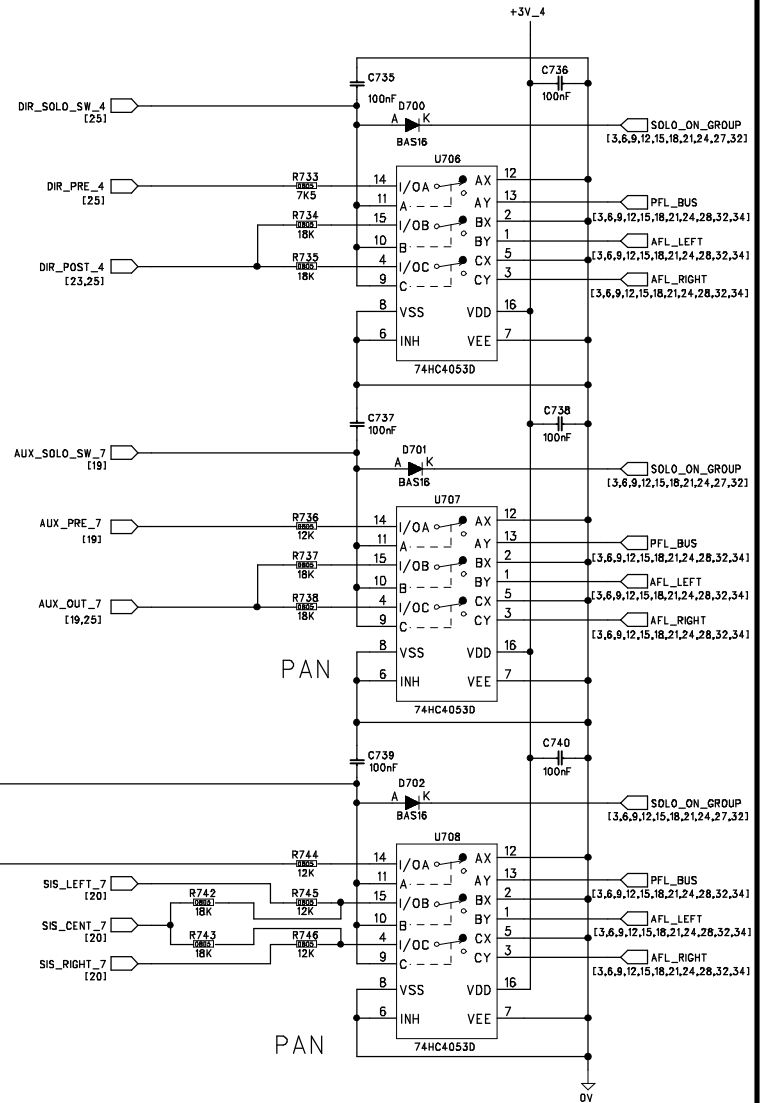 +3V_4
C735
100nF
C736
100nF
DIR_SOLO_SW_4
[25]
D700
A K
BAS16
SOLO_ON_GROUP
[3,6,9,12,15,18,21,24,27,32]
U706
DIR_PRE_4
[25]
R733
0805
7K5
14 I/OA AX 12
11 A AY 13
PFL_BUS
[3,6,9,12,15,18,21,24,28,32,34]
R734
0805
18K
15 I/OB BX 2
10 B BY 1
AFL_LEFT
[3,6,9,12,15,18,21,24,28,32,34]
DIR_POST_4
[23,25]
R735
0805
18K
4 I/OC CX 5
9 C CY 3
AFL_RIGHT
[3,6,9,12,15,18,21,24,28,32,34]
8 VSS VDD 16
6 INH VEE 7
74HC4053D
C737
100nF
C738
100nF
AUX_SOLO_SW_7
[19]
D701
A K
BAS16
SOLO_ON_GROUP
[3,6,9,12,15,18,21,24,27,32]
U707
AUX_PRE_7
[19]
R736
0805
12K
14 I/OA AX 12
11 A AY 13
PFL_BUS
[3,6,9,12,15,18,21,24,28,32,34]
R737
0805
18K
15 I/OB BX 2
10 B BY 1
AFL_LEFT
[3,6,9,12,15,18,21,24,28,32,34]
AUX_OUT_7
[19,25]
R738
0805
18K
4 I/OC CX 5
9 C CY 3
AFL_RIGHT
[3,6,9,12,15,18,21,24,28,32,34]
8 VSS VDD 16
PAN
6 INH VEE 7
74HC4053D
C739
100nF
C740
100nF
D702
A K
BAS16
SOLO_ON_GROUP
[3,6,9,12,15,18,21,24,27,32]
U708
R744
0805
12K
14 I/OA AX 12
11 A AY 13
PFL_BUS
[3,6,9,12,15,18,21,24,28,32,34]
SIS_LEFT_7
[20]
R742
0805
18K
R745
0805
12K
15 I/OB BX 2
10 B BY 1
AFL_LEFT
[3,6,9,12,15,18,21,24,28,32,34]
SIS_CENT_7
[20]
R743
0805
18K
R746
0805
12K
4 I/OC CX 5
9 C CY 3
AFL_RIGHT
[3,6,9,12,15,18,21,24,28,32,34]
SIS_RIGHT_7
[20]
8 VSS VDD 16
6 INH VEE 7
PAN
74HC4053D
0V